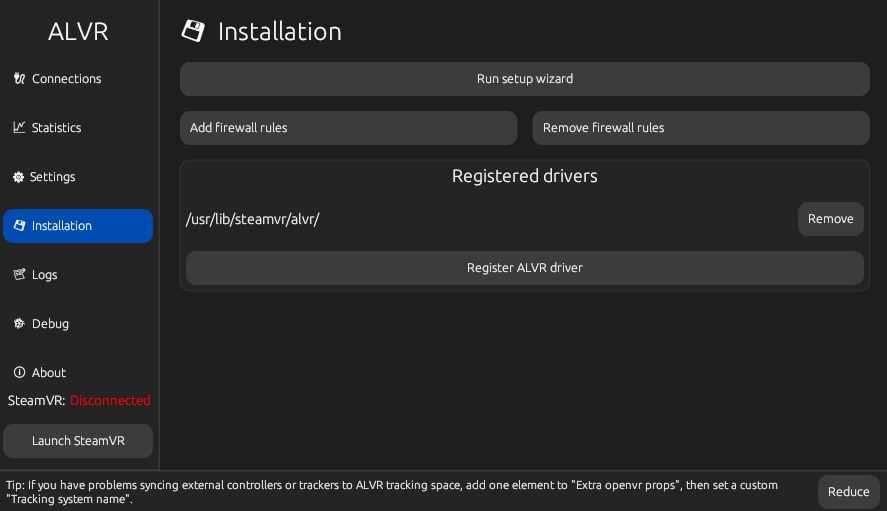 ALVR
Connections
Statistics
Settings
Installation
Logs
Debug
About
SteamVR: Disconnected
Launch SteamVR
Installation
Run setup wizard
Add firewall rules
Remove firewall rules
Registered drivers
/usr/lib/steamvr/alvr/
Remove
Register ALVR driver
Tip: If you have problems syncing external controllers or trackers to ALVR tracking space, add one element to "Extra openvr props", then set a custom
"Tracking system name".
Reduce